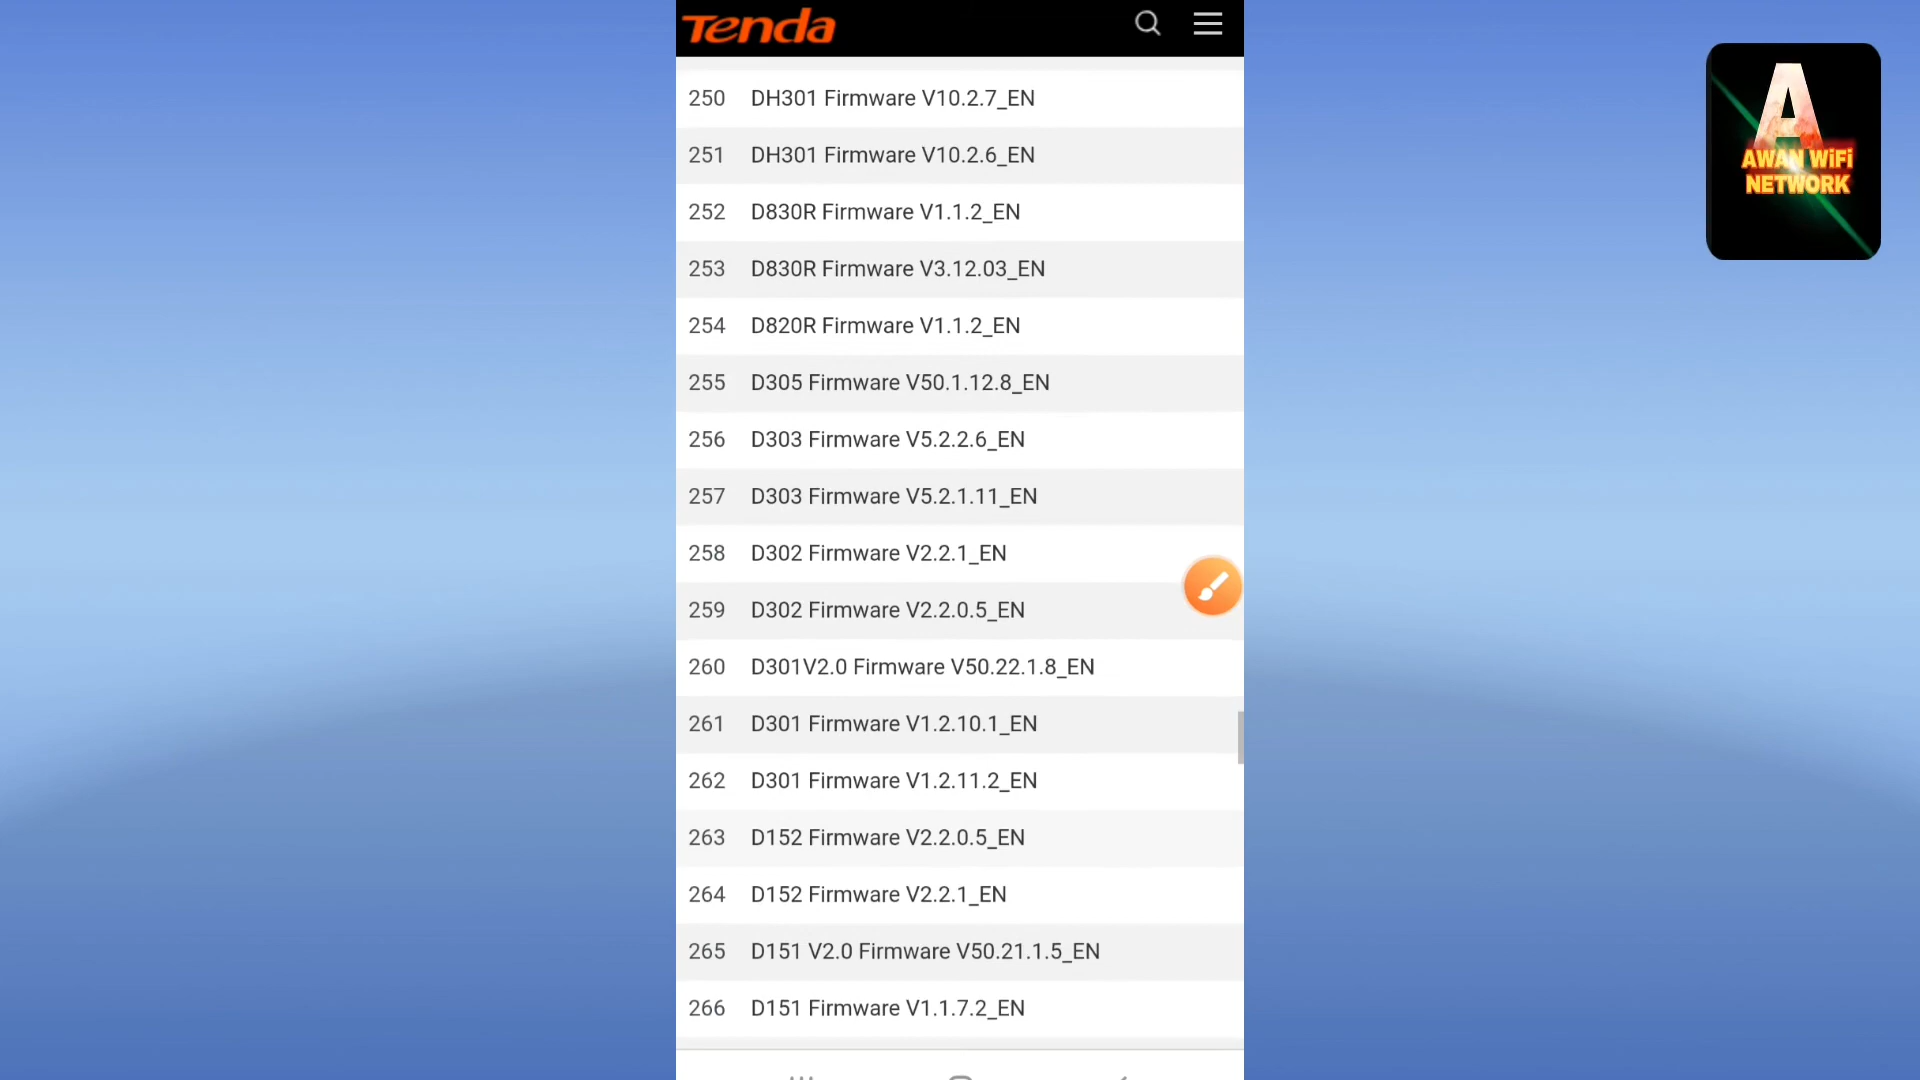 Tenda
250 DH301 Firmware V10.2.7_EN
251 DH301 Firmware V10.2.6_EN
252 D830R Firmware V1.1.2_EN
253 D830R Firmware V3.12.03_EN
254 D820R Firmware V1.1.2_EN
255 D305 Firmware V50.1.12.8_EN
256 D303 Firmware V5.2.2.6_EN
257 D303 Firmware V5.2.1.11_EN
258 D302 Firmware V2.2.1_EN
259 D302 Firmware V2.2.0.5_EN
260 D301V2.0 Firmware V50.22.1.8_EN
261 D301 Firmware V1.2.10.1_EN
262 D301 Firmware V1.2.11.2_EN
263 D152 Firmware V2.2.0.5_EN
264 D152 Firmware V2.2.1_EN
265 D151 V2.0 Firmware V50.21.1.5_EN
266 D151 Firmware V1.1.7.2_EN
A
AWAN WiFi
NETWORK